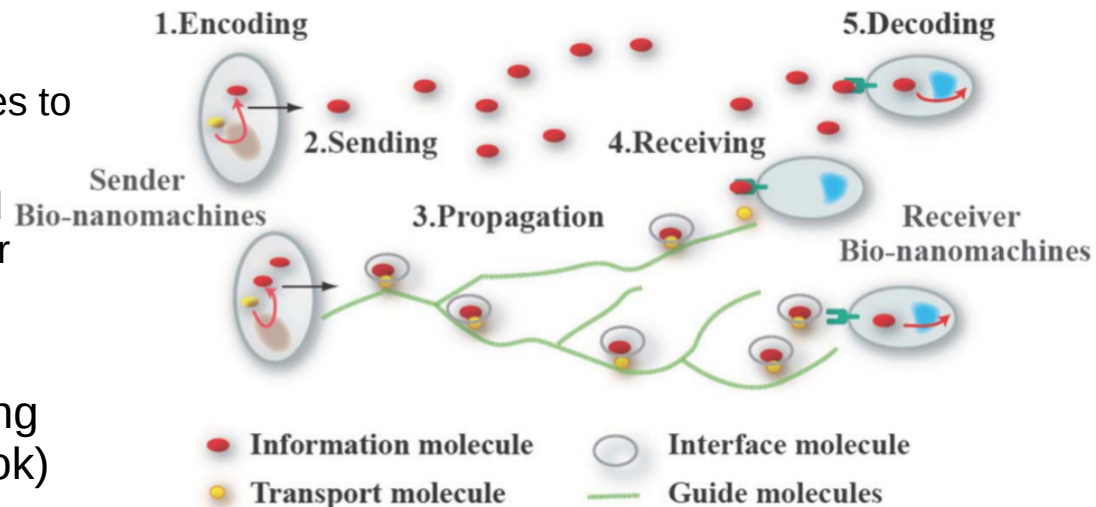 1.Encoding
5.Decoding
es to
2.Sending
4.Receiving
Sender
Bio-nanomachines
r
3.Propagation
Receiver
Bio-nanomachines
ng
ok)
Information molecule
Interface molecule
Transport molecule
Guide molecules